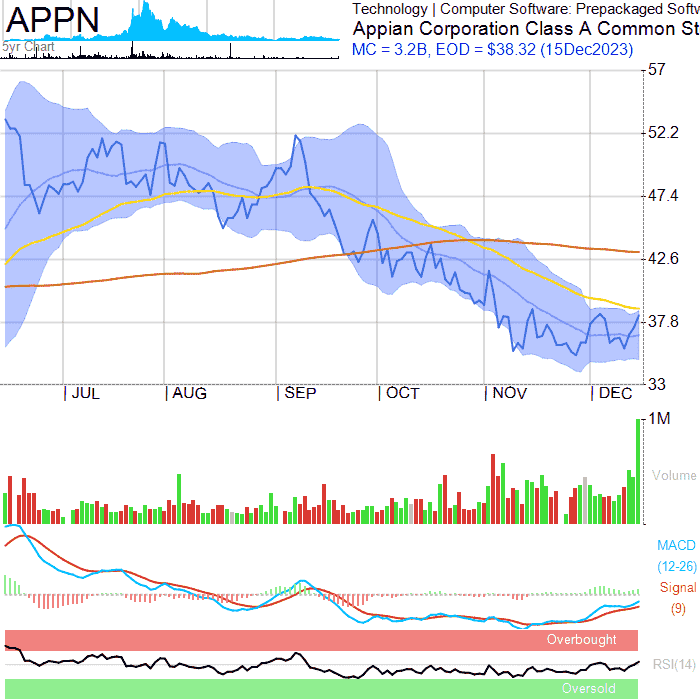 APPN
5yr Chart
Technology | Computer Software: Prepackaged Softw
Appian Corporation Class A Common St
MC = 3.2B, EOD = $38.32 (15Dec2023)
57
52.2
47.4
42.6
37.8
33
JUL AUG SEP OCT NOV DEC
1M
Volume
MACD
(12-26)
Signal
(9)
Overbought
RSI(14)
Oversold